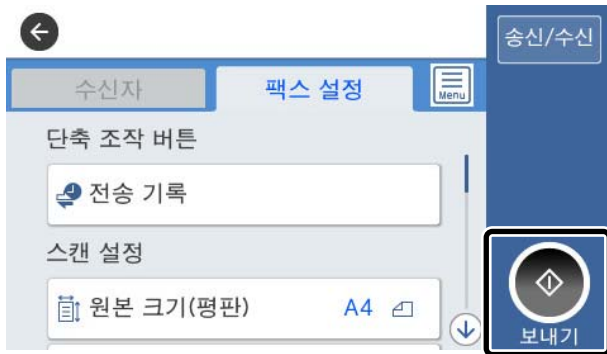 송신/수신
수신자
팩스 설정
Menu
단축 조작 버튼
전송 기록
스캔 설정
원본 크기(평판) A4
보내기